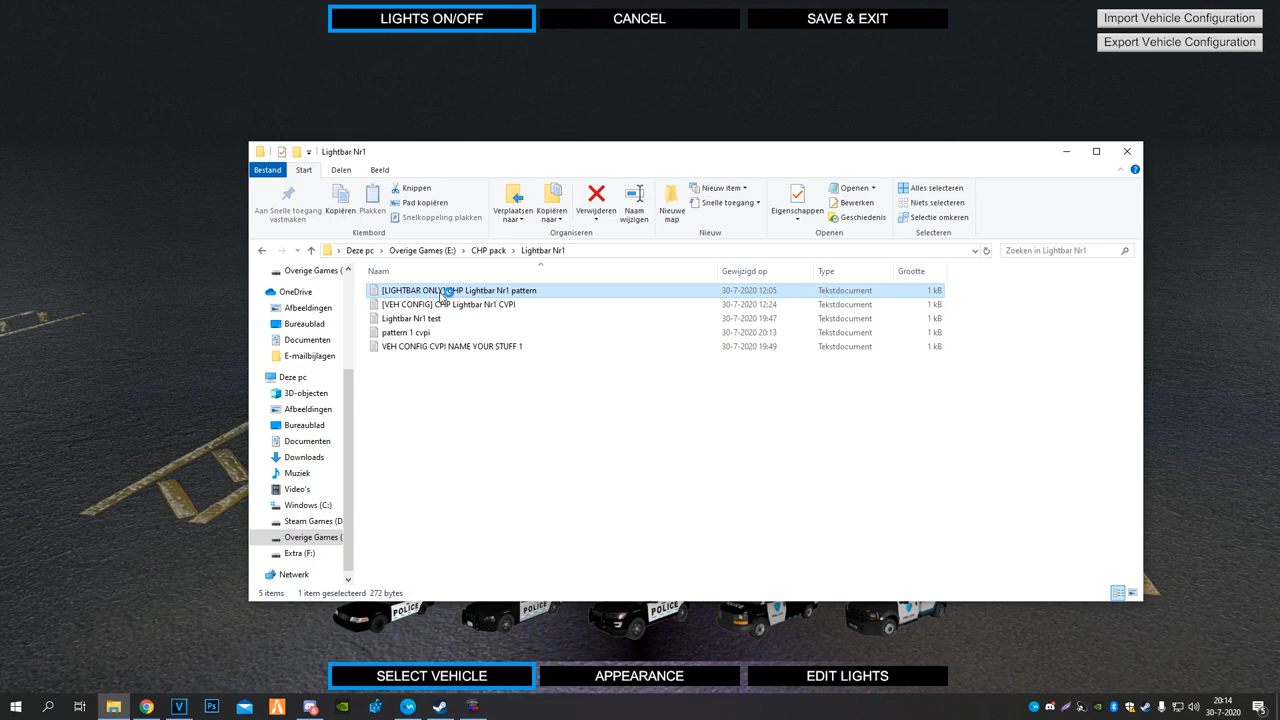 LIGHTS ON/OFF CANCEL SAVE & EXIT
Import Vehicle Configuration
Export Vehicle Configuration
Lightbar Nr1
Bestand Start Delen Beeld
Aan Snelle toegang vastmaken
Kopiëren
Plakken
Knippen
Pad kopiëren
Snelkoppeling plakken
Verplaatsen naar
Kopiëren naar
Verwijderen
Naam wijzigen
Nieuwe map
Nieuw item
Snelle toegang
Eigenschappen
Openen
Bewerken
Geschiedenis
Alles selecteren
Niets selecteren
Selectie omkeren
Klembord Organiseren Nieuw Openen Selecteren
Deze pc > Overige Games (E:) > CHP pack > Lightbar Nr1
Zoeken in Lightbar Nr1
Overige Games (
OneDrive
Afbeeldingen
Bureaublad
Documenten
E-mailbijlagen
Deze pc
3D-objecten
Afbeeldingen
Bureaublad
Documenten
Downloads
Muziek
Video's
Windows (C:)
Steam Games (D
Overige Games (
Extra (F:)
Netwerk
Naam Gewijzigd op Type Grootte
[LIGHTBAR ONLY] CHP Lightbar Nr1 pattern 30-7-2020 12:05 Tekstdocument 1 kB
[VEH CONFIG] CHP Lightbar Nr1 CVPI 30-7-2020 12:24 Tekstdocument 1 kB
Lightbar Nr1 test 30-7-2020 19:47 Tekstdocument 1 kB
pattern 1 cvpi 30-7-2020 20:13 Tekstdocument 1 kB
VEH CONFIG CVPI NAME YOUR STUFF 1 30-7-2020 19:49 Tekstdocument 1 kB
5 items 1 item geselecteerd 272 bytes
POLICE POLICE POLICE
SELECT VEHICLE APPEARANCE EDIT LIGHTS
20:14
30-7-2020